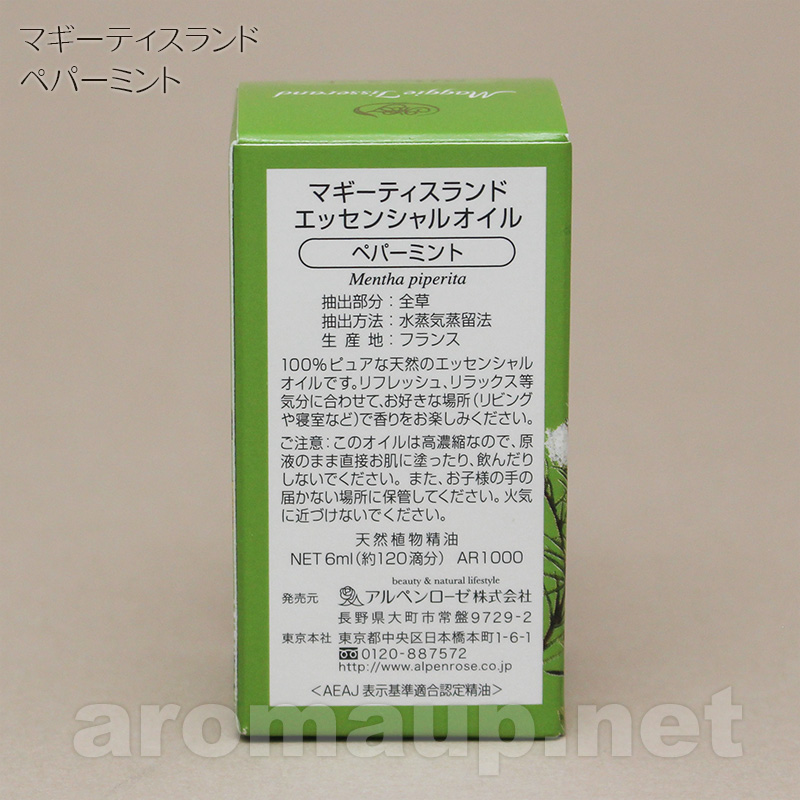 マギーティスランド
ペパーミント
Maggie Tisserand
マギーティスランド
エッセンシャルオイル
ペパーミント
Mentha piperita
抽出部分：全草
抽出方法：水蒸気蒸留法
生産地：フランス
100%ピュアな天然のエッセンシャル
オイルです。リフレッシュ、リラックス等
気分に合わせて、お好きな場所（リビング
や寝室など）で香りをお楽しみください。
ご注意：このオイルは高濃縮なので、原
液のまま直接お肌に塗ったり、飲んだり
しないでください。また、お子様の手の
届かない場所に保管してください。火気
に近づけないでください。
天然植物精油
NET 6ml（約120滴分） AR1000
beauty & natural lifestyle
発売元 アルペンローゼ株式会社
長野県大町市常盤9729-2
東京本社 東京都中央区日本橋本町1-6-1
0120-887572
http://www.alpenrose.co.jp
＜AEAJ表示基準適合認定精油＞
aromaup.net